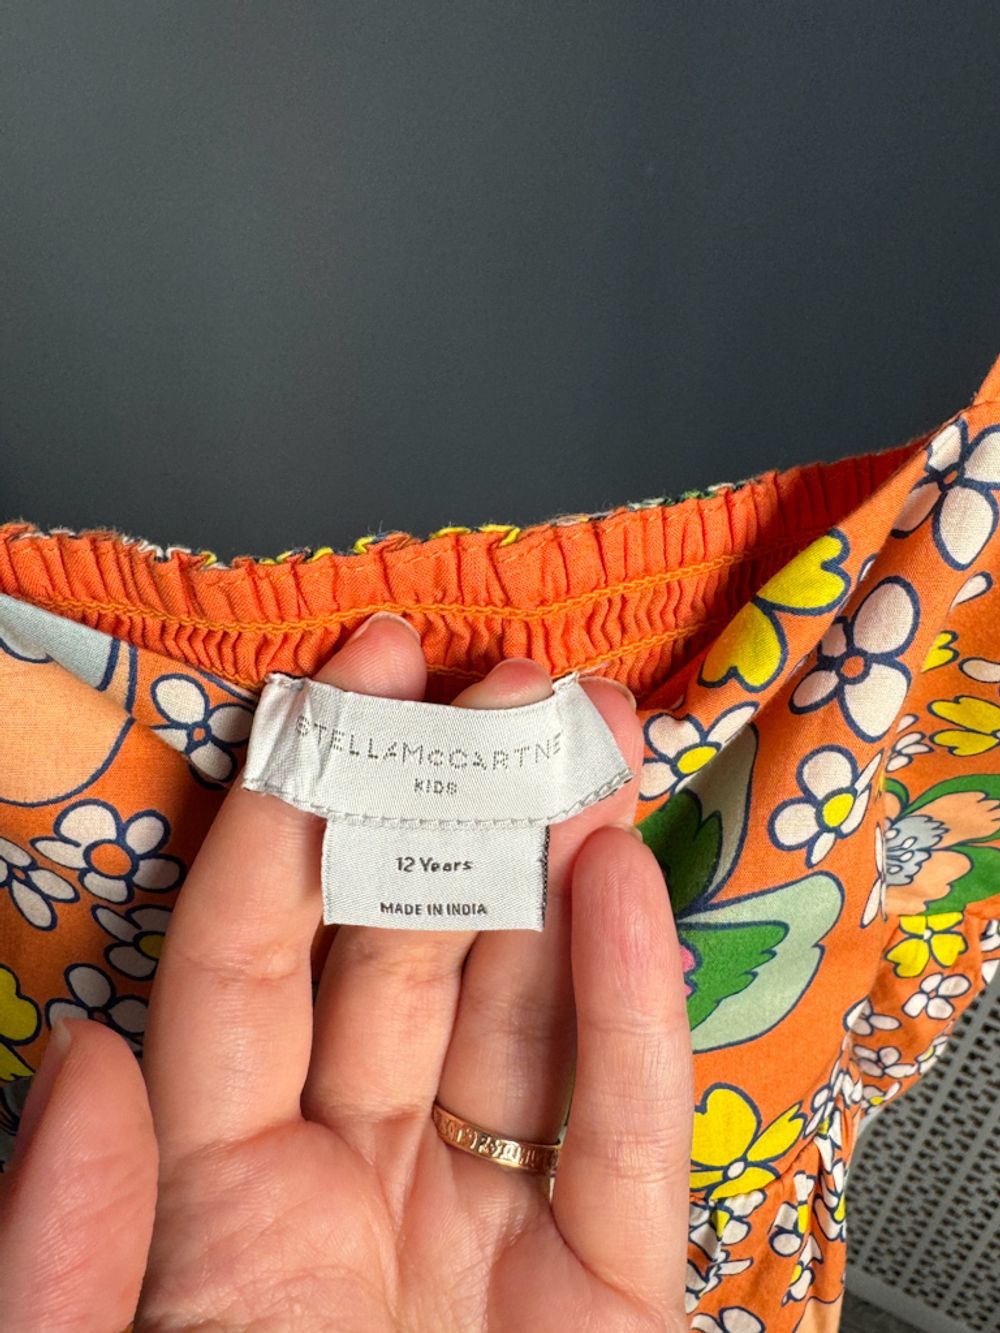 STELLAMcCARTNE
KIDS
12 Years
MADE IN INDIA